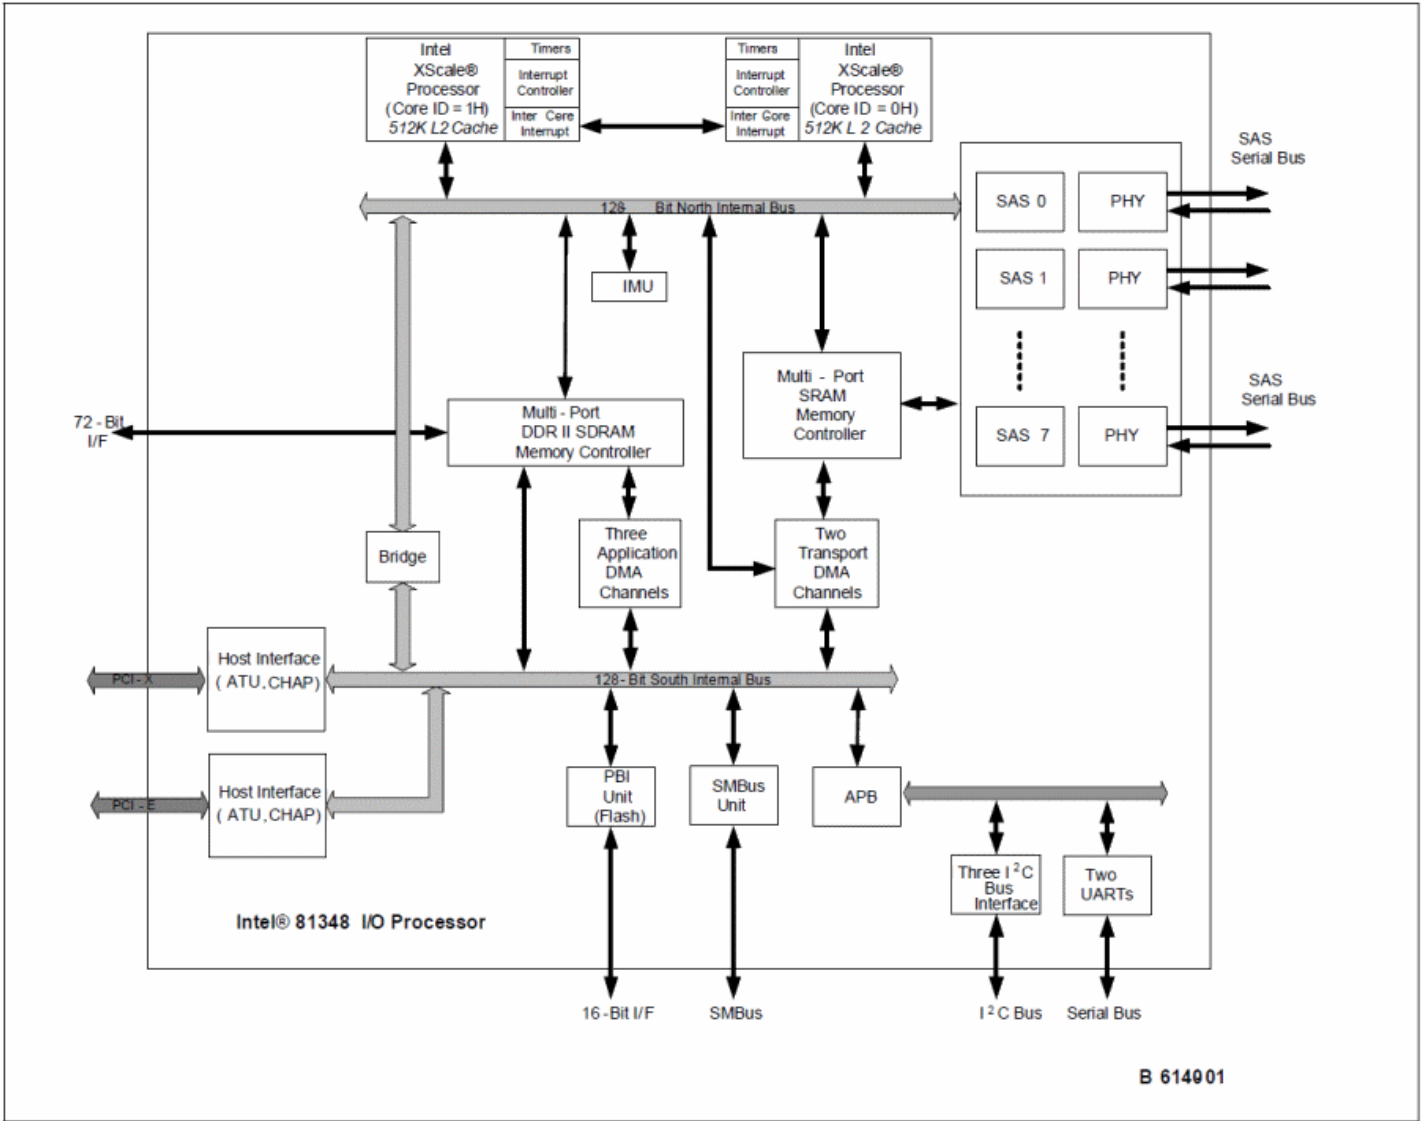 Intel
XScale®
Processor
(Core ID = 1H)
512K L2 Cache
Timers
Interrupt
Controller
Inter Core
Interrupt
Timers
Interrupt
Controller
Inter Core
Interrupt
Intel
XScale®
Processor
(Core ID = 0H)
512K L 2 Cache
SAS
Serial Bus
128- Bit North Internal Bus
SAS 0
PHY
SAS 1
PHY
IMU
Multi - Port
SRAM
Memory
Controller
SAS
Serial Bus
72 - Bit
I/F
Multi - Port
DDR II SDRAM
Memory Controller
SAS 7
PHY
Bridge
Three
Application
DMA
Channels
Two
Transport
DMA
Channels
Host Interface
( ATU, CHAP)
PCI - X
128- Bit South Internal Bus
Host Interface
( ATU, CHAP)
PCI - E
PBI
Unit
(Flash)
SMBus
Unit
APB
Three I²C
Bus
Interface
Two
UARTs
Intel® 81348 I/O Processor
16 -Bit I/F
SMBus
I²C Bus
Serial Bus
B 6149 01